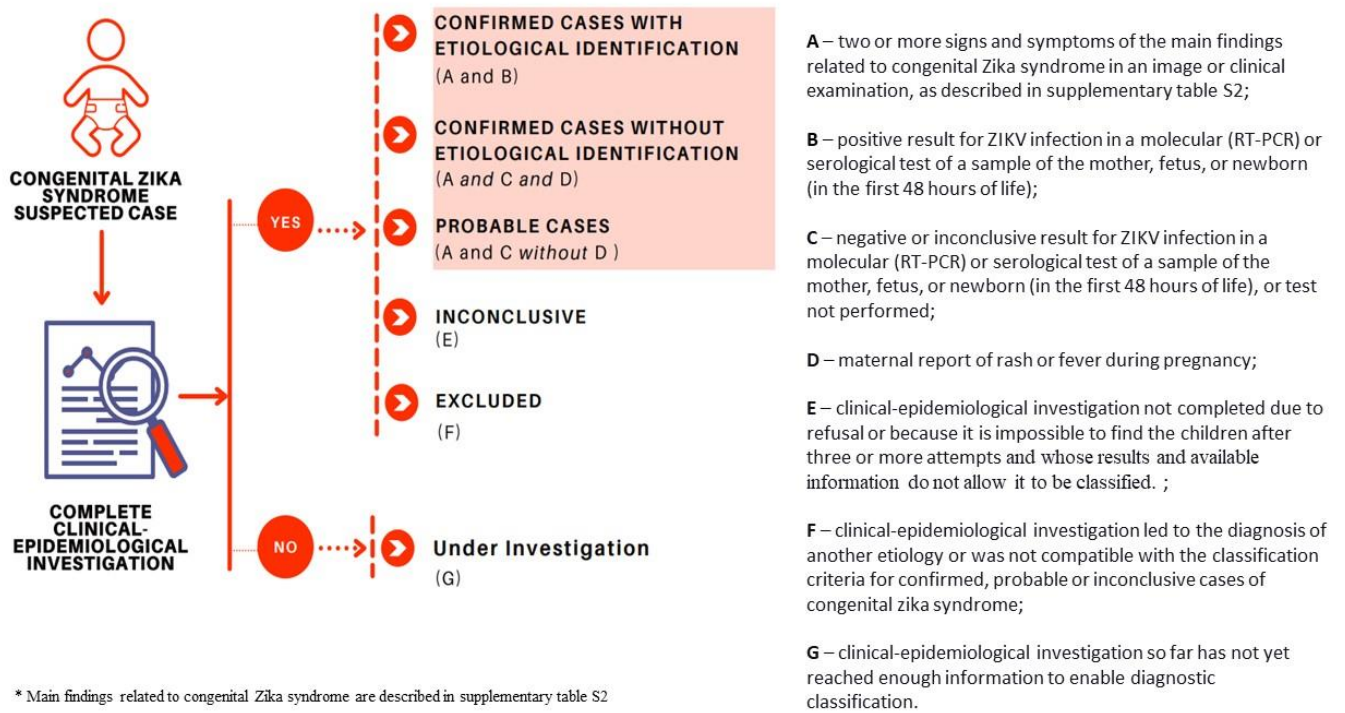 CONGENITAL ZIKA
SYNDROME
SUSPECTED CASE
COMPLETE
CLINICAL-
EPIDEMIOLOGICAL
INVESTIGATION
YES
NO
CONFIRMED CASES WITH
ETIOLOGICAL IDENTIFICATION
(A and B)
CONFIRMED CASES WITHOUT
ETIOLOGICAL IDENTIFICATION
(A and C and D)
PROBABLE CASES
(A and C without D )
INCONCLUSIVE
(E)
EXCLUDED
(F)
Under Investigation
(G)
A – two or more signs and symptoms of the main findings
related to congenital Zika syndrome in an image or clinical
examination, as described in supplementary table S2;
B – positive result for ZIKV infection in a molecular (RT-PCR) or
serological test of a sample of the mother, fetus, or newborn
(in the first 48 hours of life);
C – negative or inconclusive result for ZIKV infection in a
molecular (RT-PCR) or serological test of a sample of the
mother, fetus, or newborn (in the first 48 hours of life), or test
not performed;
D – maternal report of rash or fever during pregnancy;
E – clinical-epidemiological investigation not completed due to
refusal or because it is impossible to find the children after
three or more attempts and whose results and available
information do not allow it to be classified. ;
F – clinical-epidemiological investigation led to the diagnosis of
another etiology or was not compatible with the classification
criteria for confirmed, probable or inconclusive cases of
congenital zika syndrome;
G – clinical-epidemiological investigation so far has not yet
reached enough information to enable diagnostic
classification.
* Main findings related to congenital Zika syndrome are described in supplementary table S2